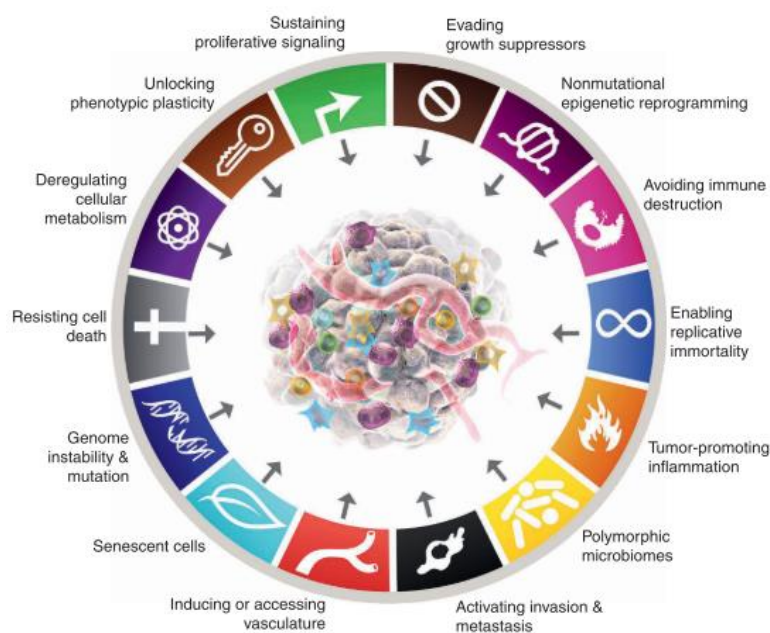 Sustaining
proliferative signaling
Evading
growth suppressors
Nonmutational
epigenetic reprogramming
Avoiding immune
destruction
Enabling
replicative
immortality
Tumor-promoting
inflammation
Polymorphic
microbiomes
Activating invasion &
metastasis
Inducing or accessing
vasculature
Senescent cells
Genome
instability &
mutation
Resisting cell
death
Deregulating
cellular
metabolism
Unlocking
phenotypic plasticity